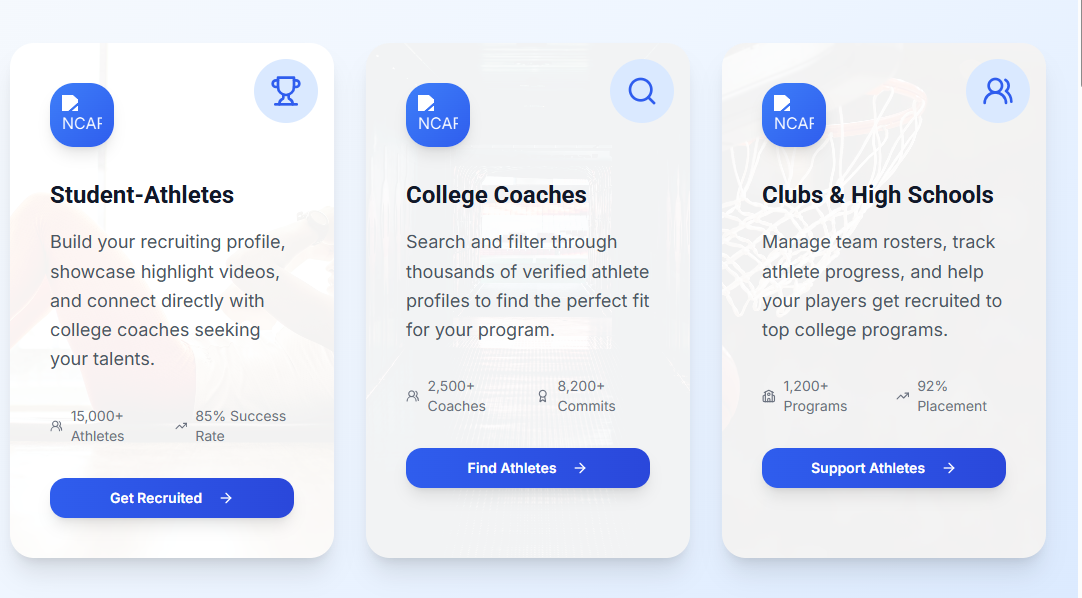 NCAP
Student-Athletes
Build your recruiting profile,
showcase highlight videos,
and connect directly with
college coaches seeking
your talents.
15,000+
Athletes
85% Success
Rate
Get Recruited
NCAP
College Coaches
Search and filter through
thousands of verified athlete
profiles to find the perfect fit
for your program.
2,500+
Coaches
8,200+
Commits
Find Athletes
NCAP
Clubs & High Schools
Manage team rosters, track
athlete progress, and help
your players get recruited to
top college programs.
1,200+
Programs
92%
Placement
Support Athletes